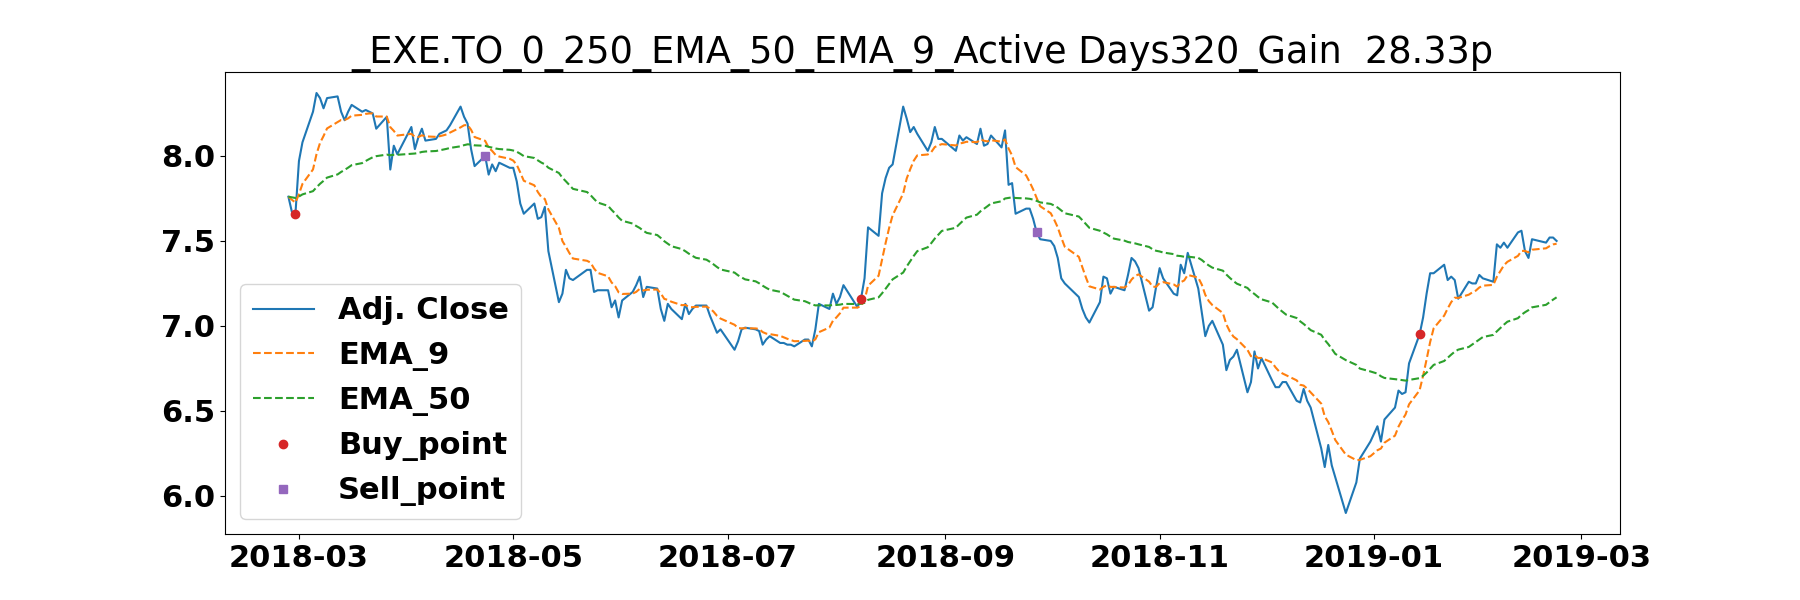 _EXE.TO_0_250_EMA_50_EMA_9_Active Days320_Gain  28.33p
8.0
7.5
7.0
6.5
6.0
Adj. Close
EMA_9
EMA_50
Buy_point
Sell_point
2018-03 2018-05 2018-07 2018-09 2018-11 2019-01 2019-03